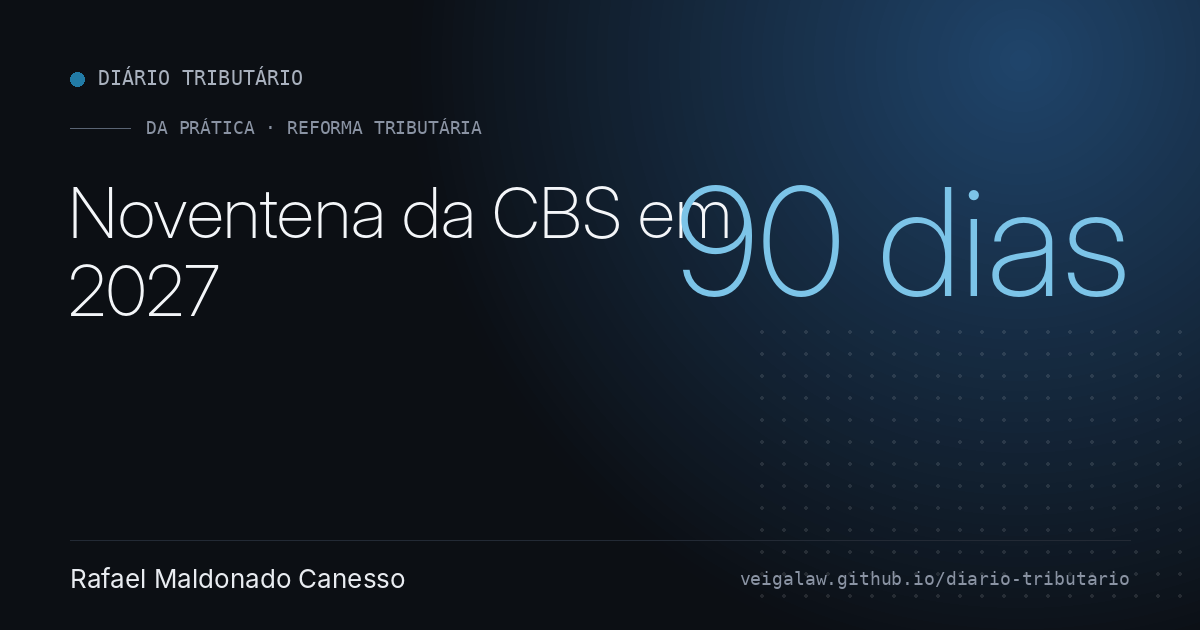 DIÁRIO TRIBUTÁRIO
DA PRÁTICA · REFORMA TRIBUTÁRIA
Noventena da CBS em
2027
90 dias
Rafael Maldonado Canesso
veigalaw.github.io/diario-tributario